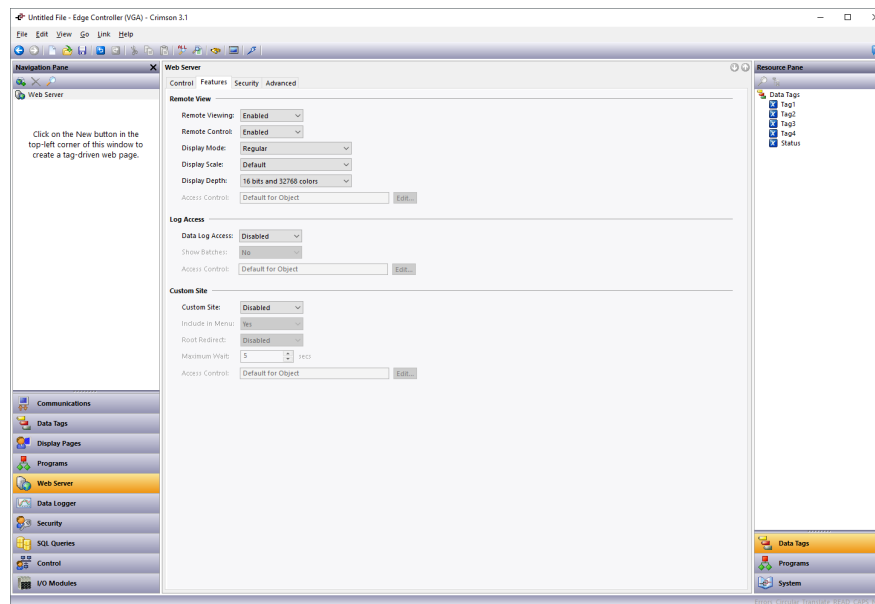 Untitled File - Edge Controller (VGA) - Crimson 3.1
File Edit View Go Link Help
Navigation Pane
Web Server
Click on the New button in the
top-left corner of this window to
create a tag-driven web page.
Communications
Data Tags
Display Pages
Programs
Web Server
Data Logger
Security
SQL Queries
Control
I/O Modules
Web Server
Control Features Security Advanced
Remote View
Remote Viewing: Enabled
Remote Control: Enabled
Display Mode: Regular
Display Scale: Default
Display Depth: 16 bits and 32768 colors
Access Control: Default for Object Edit...
Log Access
Data Log Access: Disabled
Show Batches: No
Access Control: Default for Object Edit...
Custom Site
Custom Site: Disabled
Include in Menu: Yes
Root Redirect: Disabled
Maximum Wait: 5 secs
Access Control: Default for Object Edit...
Resource Pane
Data Tags
Tag1
Tag2
Tag3
Tag4
Status
Data Tags
Programs
System